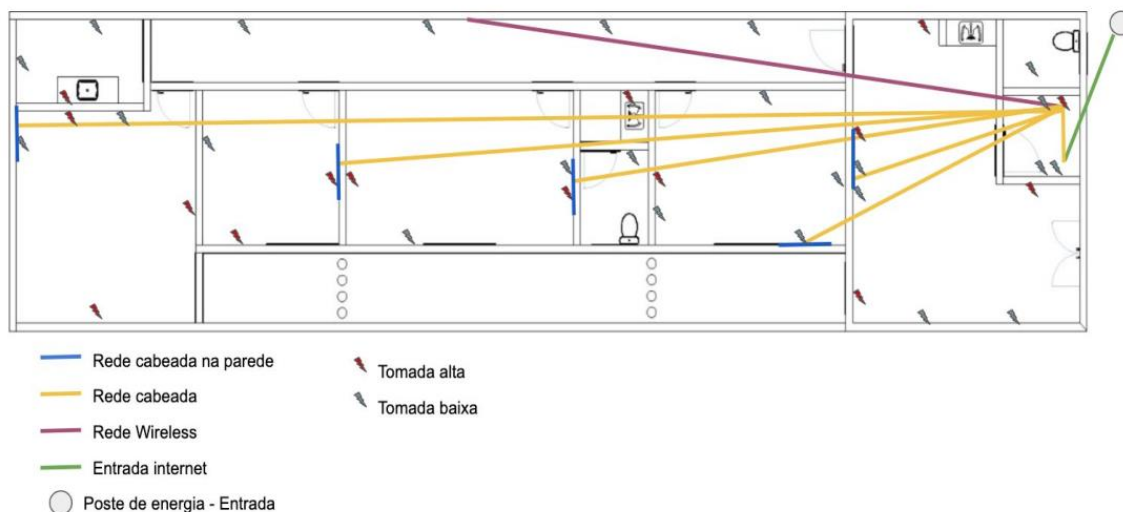 Rede cabeada na parede
Rede cabeada
Rede Wireless
Entrada internet
Poste de energia - Entrada
Tomada alta
Tomada baixa